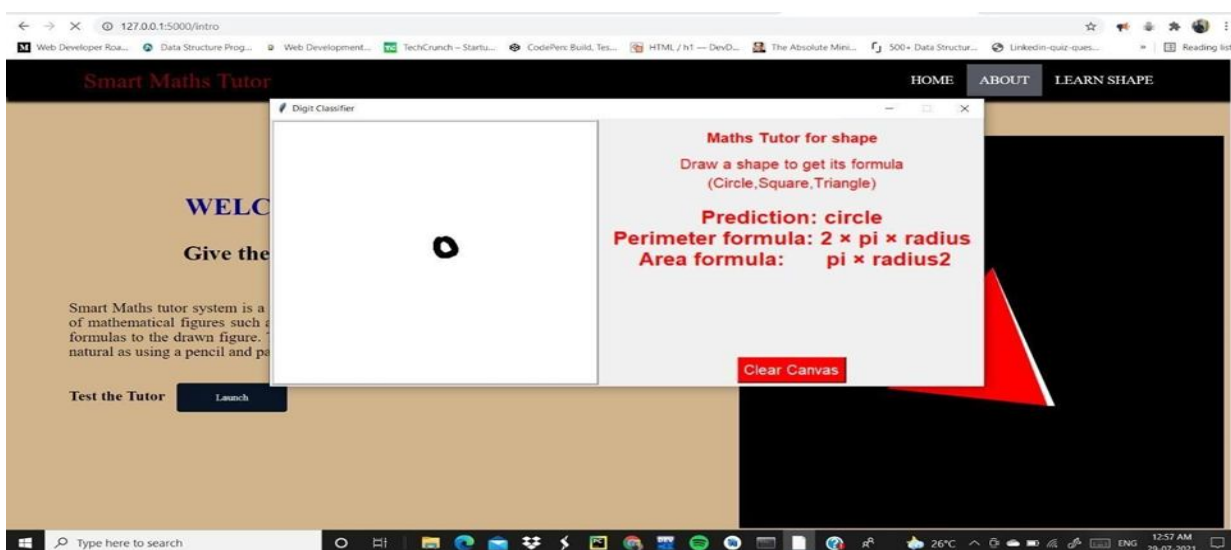 127.0.0.1:5000/intro
Web Developer Roa... Data Structure Prog... Web Development... TechCrunch – Startu... CodePen: Build, Tes... HTML / h1 — DevD... The Absolute Mini... 500+ Data Structur... Linkedin-quiz-ques... » Reading list
Smart Maths Tutor HOME ABOUT LEARN SHAPE
Digit Classifier
Maths Tutor for shape
Draw a shape to get its formula
(Circle,Square,Triangle)
Prediction: circle
Perimeter formula: 2 × pi × radius
Area formula: pi × radius2
Clear Canvas
WELC
Give the
Smart Maths tutor system is a
of mathematical figures such
formulas to the drawn figure.
natural as using a pencil and pa
Test the Tutor Launch
Type here to search 26°C ENG 12:57 AM
29-07-2021